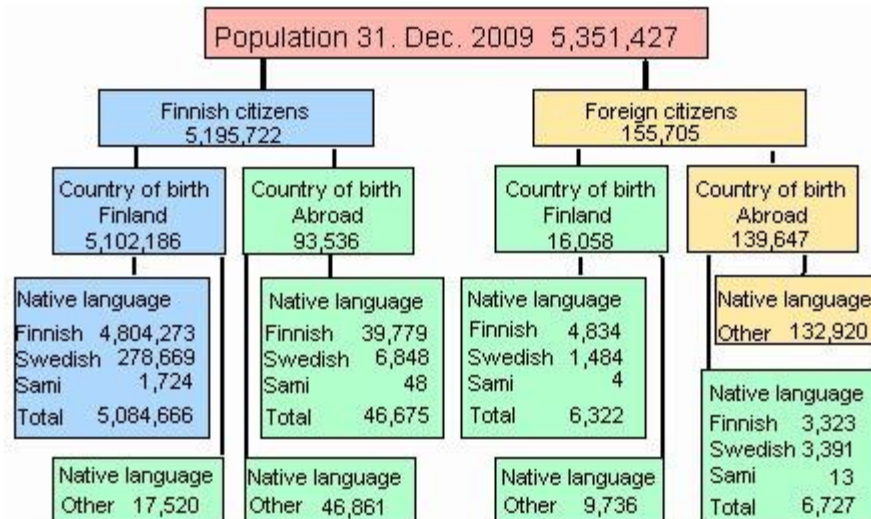 Population 31. Dec. 2009 5,351,427
Finnish citizens
5,195,722
Foreign citizens
155,705
Country of birth
Finland
5,102,186
Country of birth
Abroad
93,536
Country of birth
Finland
16,058
Country of birth
Abroad
139,647
Native language
Finnish 4,804,273
Swedish 278,669
Sami 1,724
Total 5,084,666
Native language
Finnish 39,779
Swedish 6,848
Sami 48
Total 46,675
Native language
Finnish 4,834
Swedish 1,484
Sami 4
Total 6,322
Native language
Other 132,920
Native language
Finnish 3,323
Swedish 3,391
Sami 13
Total 6,727
Native language
Other 17,520
Native language
Other 46,861
Native language
Other 9,736